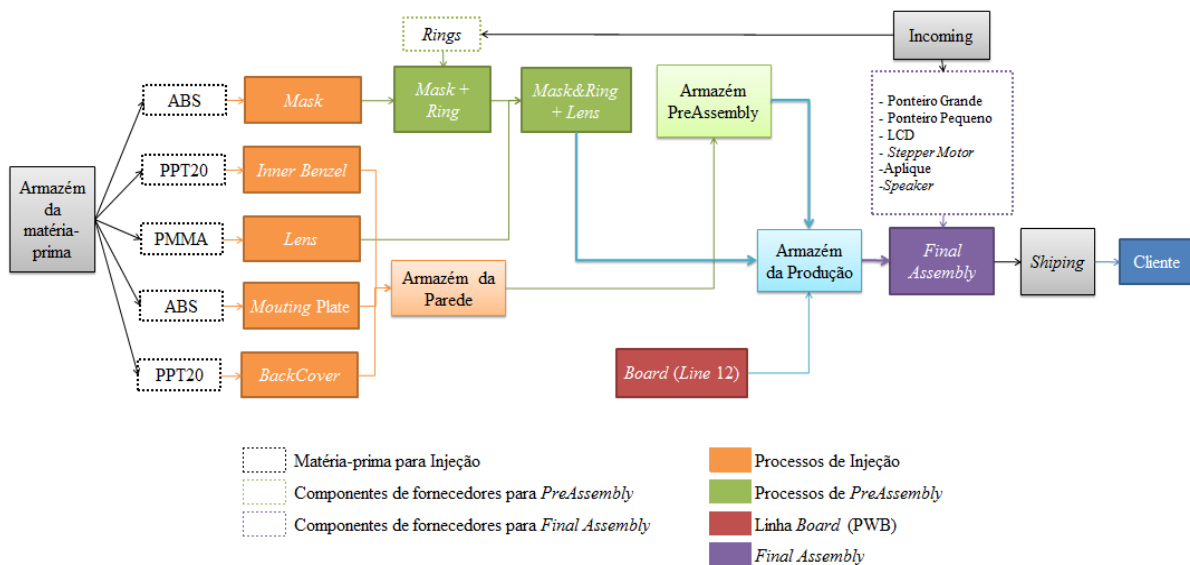 Rings
Incoming
ABS
Mask
Mask +
Ring
Mask&Ring
+ Lens
Armazém
PreAssembly
- Ponteiro Grande
- Ponteiro Pequeno
- LCD
- Stepper Motor
-Aplique
-Speaker
PPT20
Inner Benzel
Armazém
da
matéria-
prima
PMMA
Lens
Armazém
da Produção
Final
Assembly
Shiping
Cliente
Armazém da
Parede
ABS
Mouting Plate
PPT20
BackCover
Board (Line 12)
Matéria-prima para Injeção
Componentes de fornecedores para PreAssembly
Componentes de fornecedores para Final Assembly
Processos de Injeção
Processos de PreAssembly
Linha Board (PWB)
Final Assembly